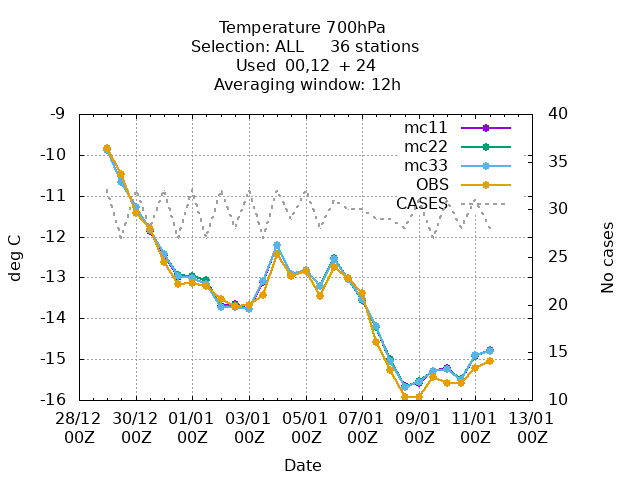 Temperature 700hPa
Selection: ALL 36 stations
Used 00,12 + 24
Averaging window: 12h
-9
-10
-11
-12
-13
-14
-15
-16
deg C
40
35
30
25
20
15
10
No cases
mc11
mc22
mc33
OBS
CASES
28/12 30/12 01/01 03/01 05/01 07/01 09/01 11/01 13/01
00Z 00Z 00Z 00Z 00Z 00Z 00Z 00Z 00Z
Date